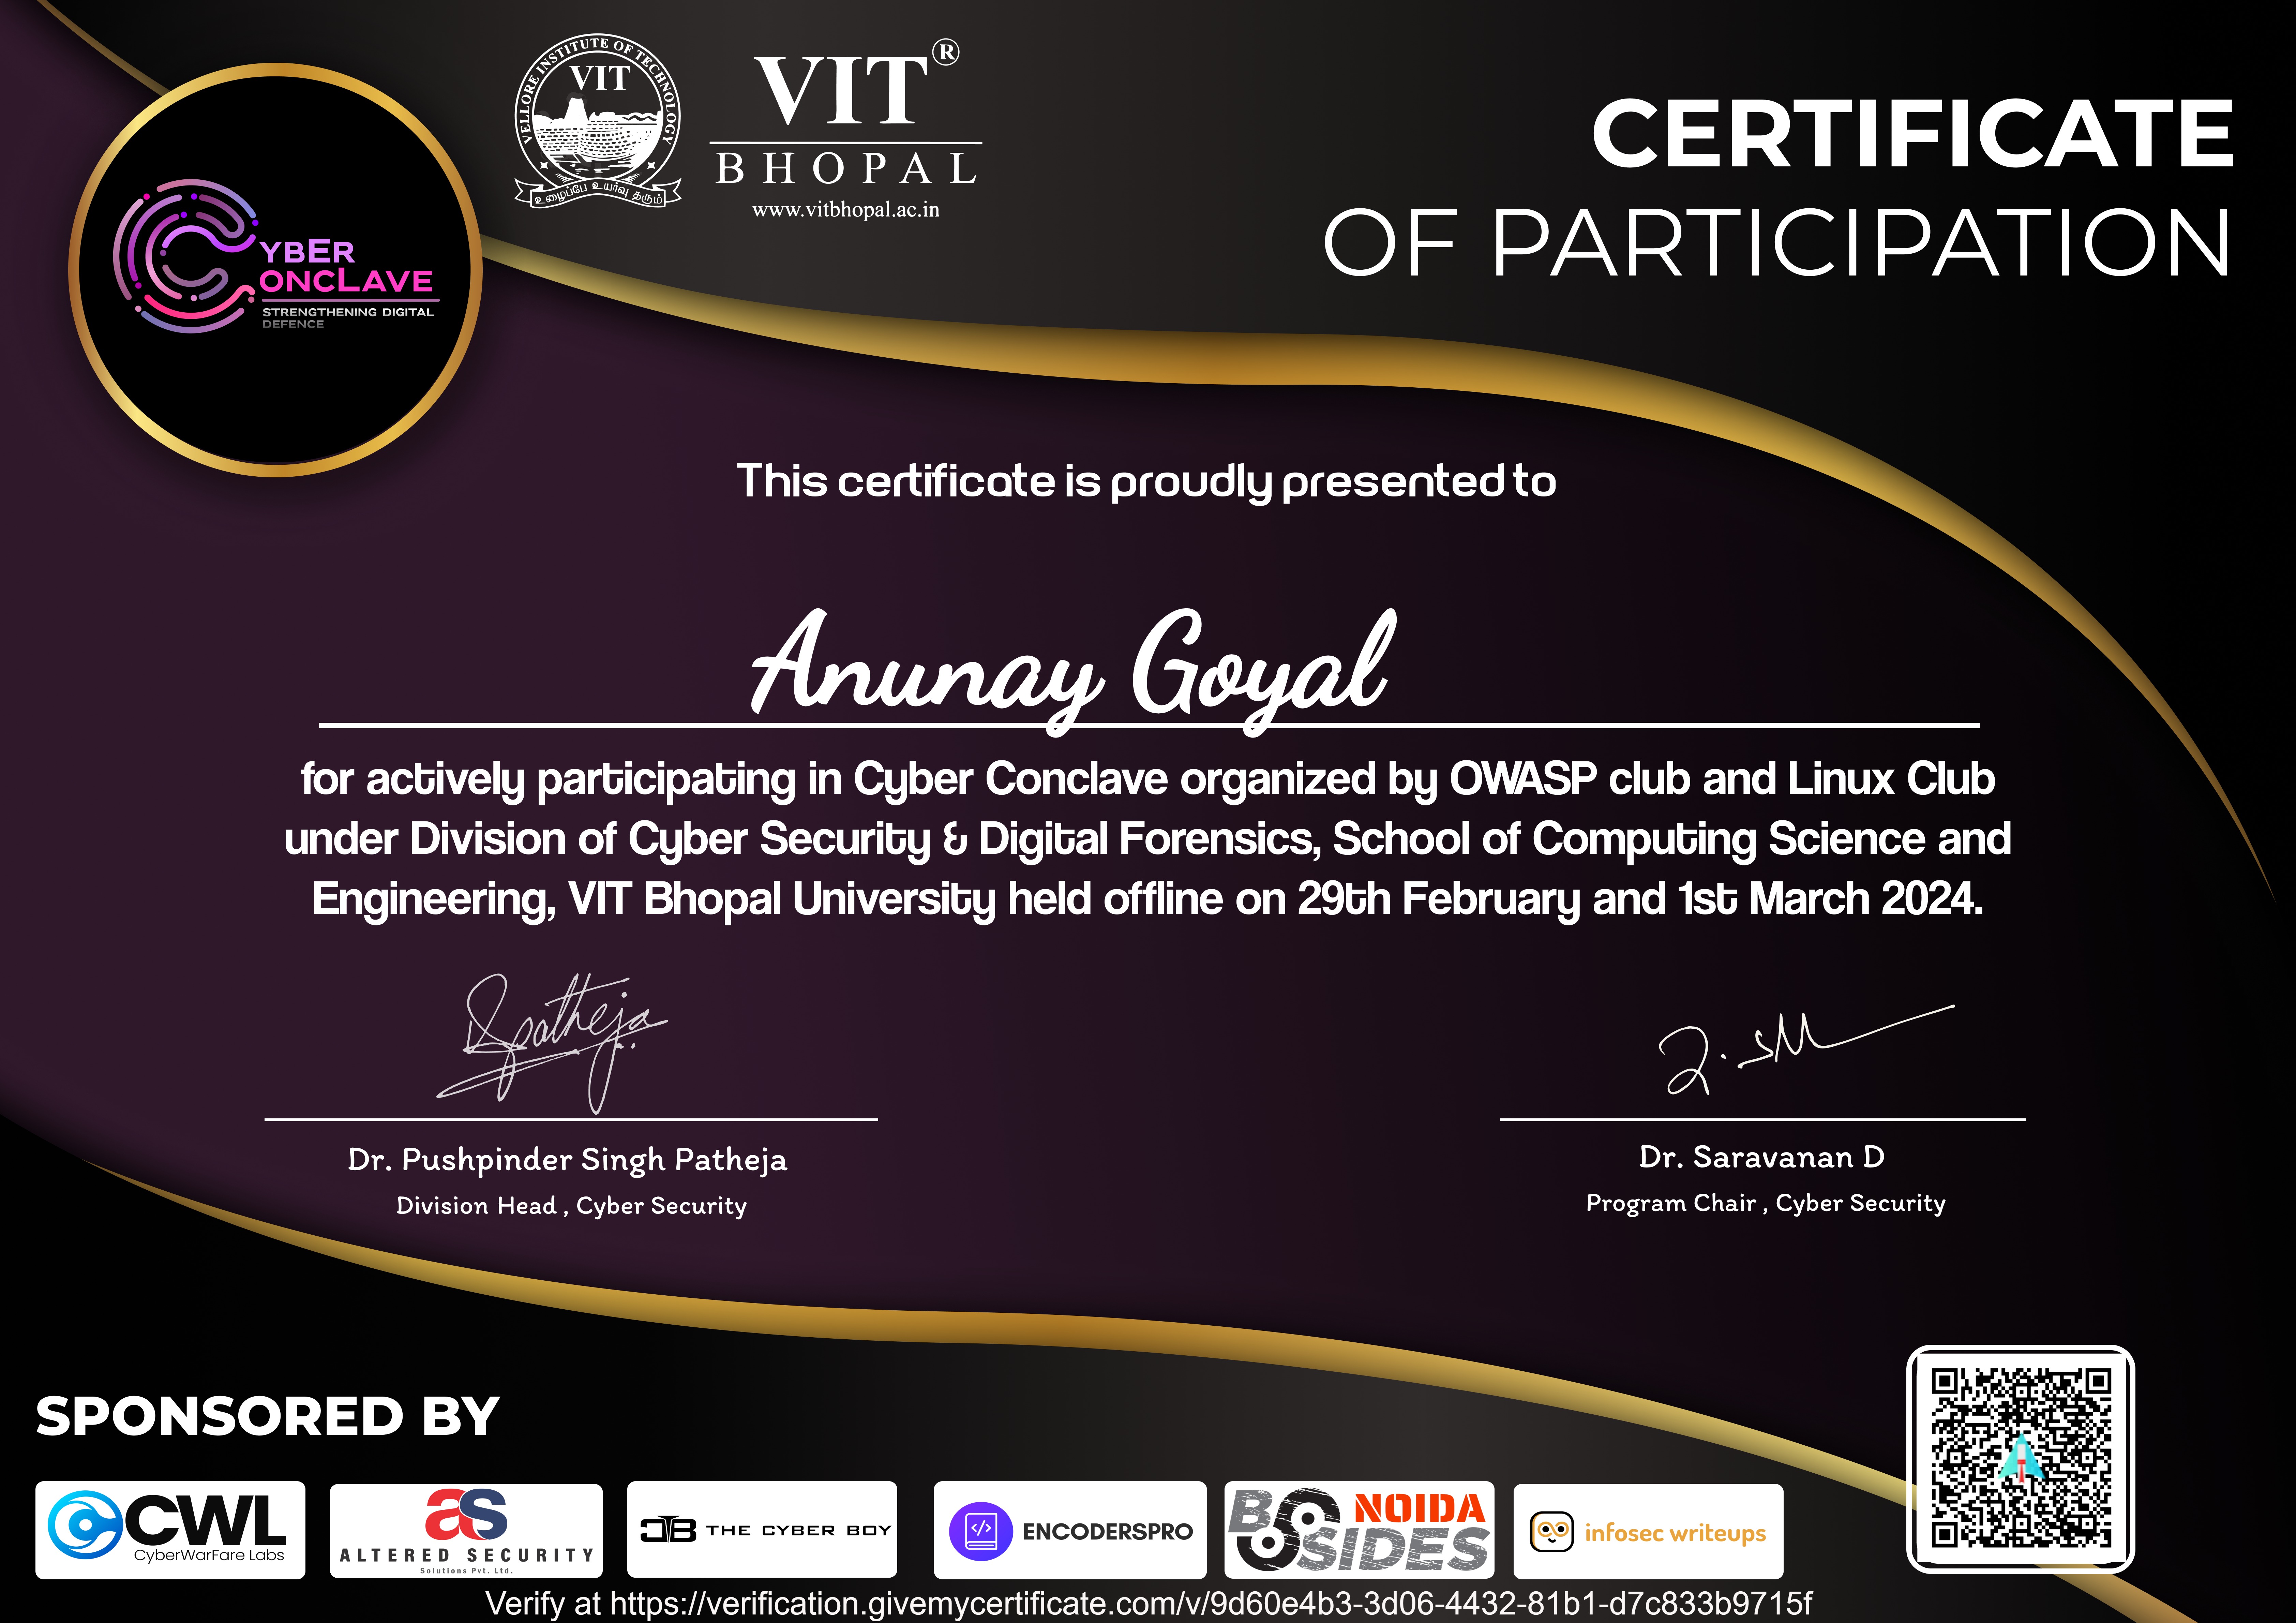 VELLORE INSTITUTE OF TECHNOLOGY
VIT
உழைப்பே உயர்வு தரும்
VIT®
BHOPAL
www.vitbhopal.ac.in
CERTIFICATE
OF PARTICIPATION
CYBER
CONCLAVE
STRENGTHENING DIGITAL
DEFENCE
This certificate is proudly presented to
Anunay Goyal
for actively participating in Cyber Conclave organized by OWASP club and Linux Club
under Division of Cyber Security & Digital Forensics, School of Computing Science and
Engineering, VIT Bhopal University held offline on 29th February and 1st March 2024.
Dr. Pushpinder Singh Patheja
Division Head , Cyber Security
Dr. Saravanan D
Program Chair , Cyber Security
SPONSORED BY
CWL
CyberWarFare Labs
as
ALTERED SECURITY
Solutions Pvt. Ltd.
CTB THE CYBER BOY
</> ENCODERSPRO
BSIDES NOIDA
infosec writeups
Verify at https://verification.givemycertificate.com/v/9d60e4b3-3d06-4432-81b1-d7c833b9715f